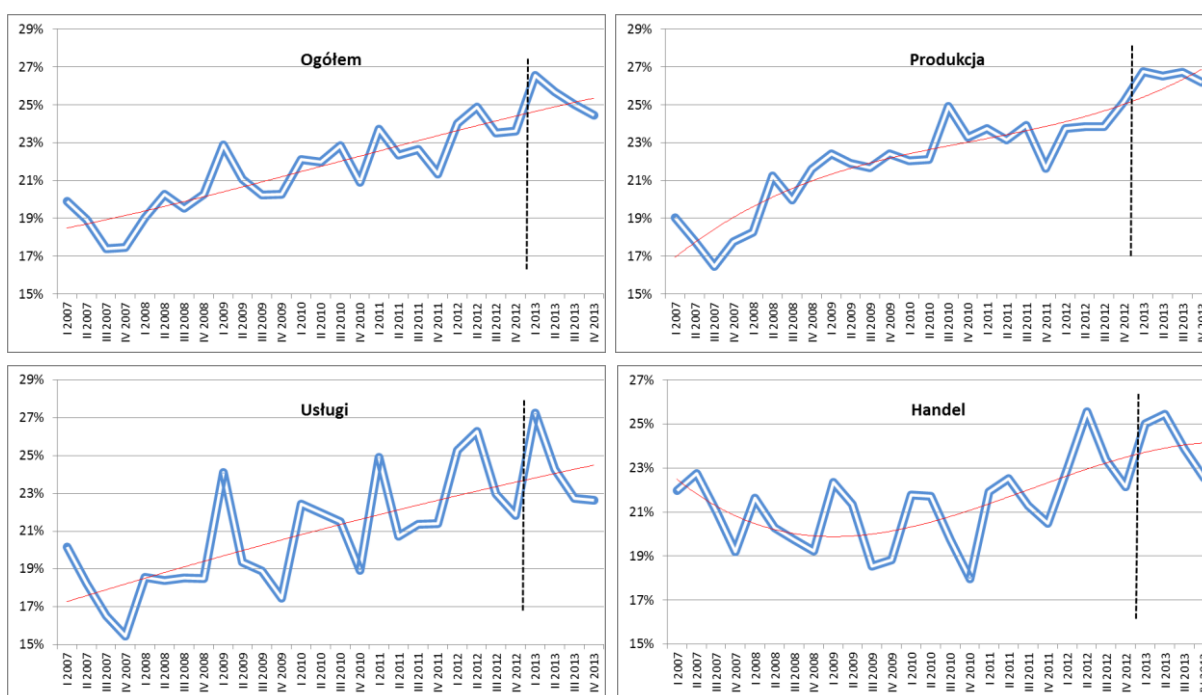 Ogółem
29%
27%
25%
23%
21%
19%
17%
15%
I 2007
II 2007
III 2007
IV 2007
I 2008
II 2008
III 2008
IV 2008
I 2009
II 2009
III 2009
IV 2009
I 2010
II 2010
III 2010
IV 2010
I 2011
II 2011
III 2011
IV 2011
I 2012
II 2012
III 2012
IV 2012
I 2013
II 2013
III 2013
IV 2013
Produkcja
29%
27%
25%
23%
21%
19%
17%
15%
I 2007
II 2007
III 2007
IV 2007
I 2008
II 2008
III 2008
IV 2008
I 2009
II 2009
III 2009
IV 2009
I 2010
II 2010
III 2010
IV 2010
I 2011
II 2011
III 2011
IV 2011
I 2012
II 2012
III 2012
IV 2012
I 2013
II 2013
III 2013
IV 2013
Usługi
29%
27%
25%
23%
21%
19%
17%
15%
I 2007
II 2007
III 2007
IV 2007
I 2008
II 2008
III 2008
IV 2008
I 2009
II 2009
III 2009
IV 2009
I 2010
II 2010
III 2010
IV 2010
I 2011
II 2011
III 2011
IV 2011
I 2012
II 2012
III 2012
IV 2012
I 2013
II 2013
III 2013
IV 2013
Handel
27%
25%
23%
21%
19%
17%
15%
I 2007
II 2007
III 2007
IV 2007
I 2008
II 2008
III 2008
IV 2008
I 2009
II 2009
III 2009
IV 2009
I 2010
II 2010
III 2010
IV 2010
I 2011
II 2011
III 2011
IV 2011
I 2012
II 2012
III 2012
IV 2012
I 2013
II 2013
III 2013
IV 2013